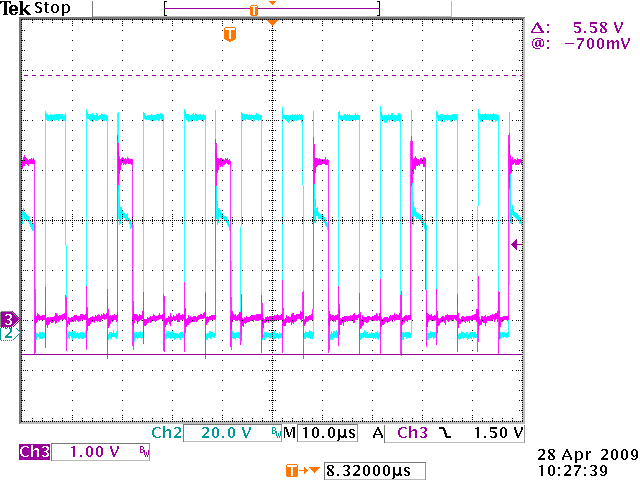 Tek Stop
T
T
Δ: 5.58 V
@: −700mV
3
2
Ch2 20.0 V BW M 10.0µs A Ch3 1.50 V
Ch3 1.00 V BW
T 8.32000µs
28 Apr 2009
10:27:39